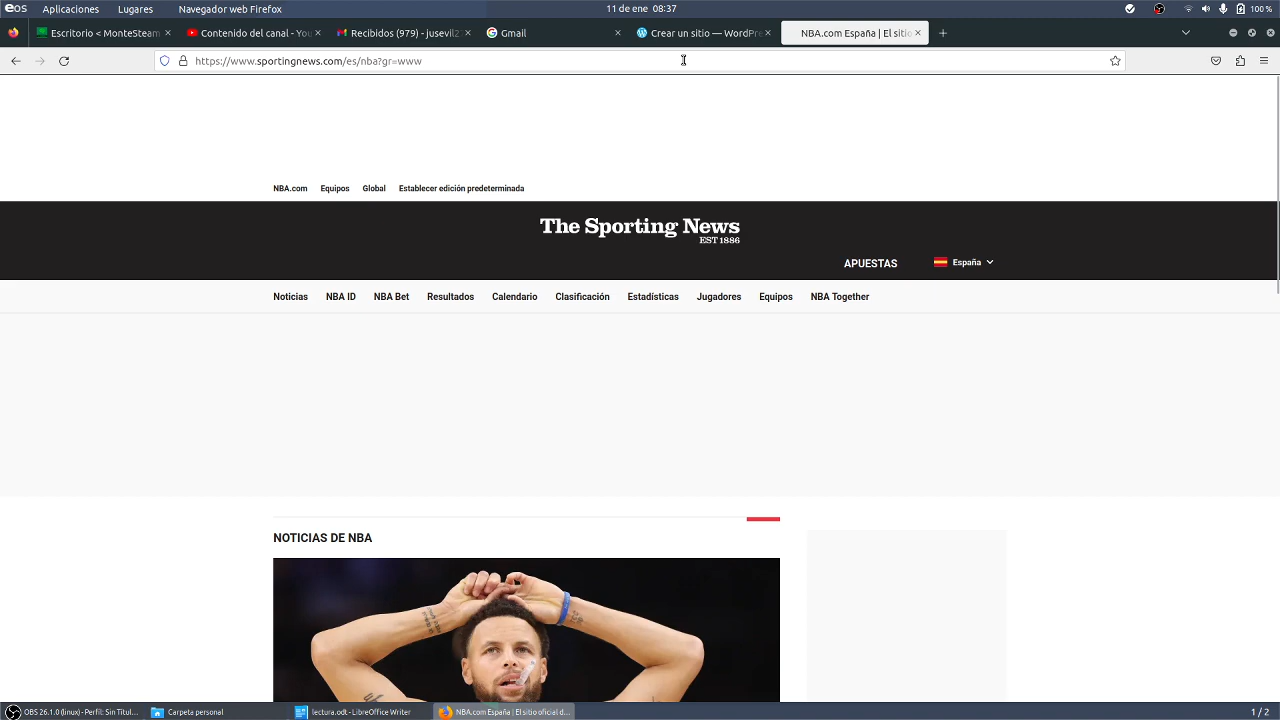 Aplicaciones Lugares Navegador web Firefox 11 de ene 08:37 100 %
Escritorio < MonteSteam Contenido del canal - You Recibidos (979) - jusevil2 Gmail Crear un sitio — WordPre NBA.com España | El sitio
https://www.sportingnews.com/es/nba?gr=www
NBA.com Equipos Global Establecer edición predeterminada
The Sporting News
EST 1886
APUESTAS España
Noticias NBA ID NBA Bet Resultados Calendario Clasificación Estadísticas Jugadores Equipos NBA Together
NOTICIAS DE NBA
OBS 26.1.0 (linux) - Perfil: Sin Titul... Carpeta personal lectura.odt - LibreOffice Writer NBA.com España | El sitio oficial d... 1 / 2